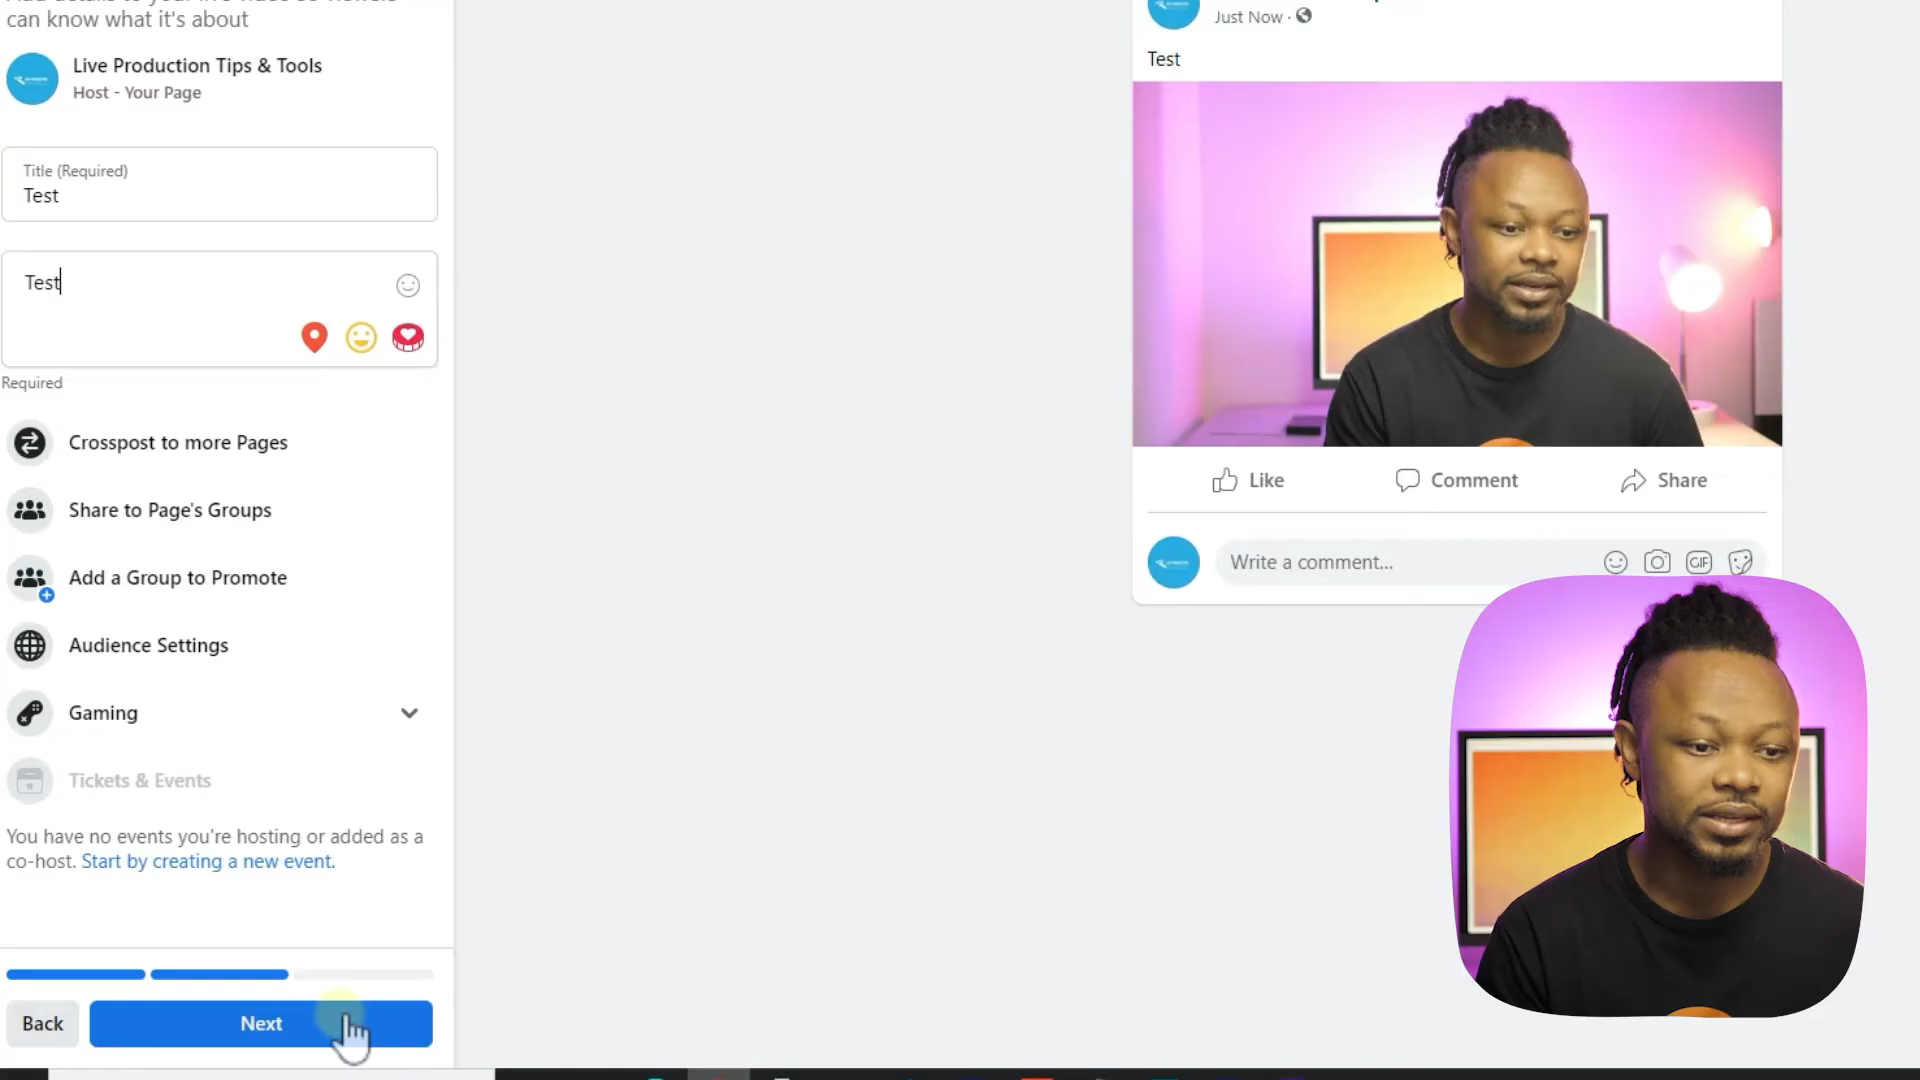 can know what it's about
Live Production Tips & Tools
Host - Your Page
Title (Required)
Test
Test
Required
Crosspost to more Pages
Share to Page's Groups
Add a Group to Promote
Audience Settings
Gaming
Tickets & Events
You have no events you're hosting or added as a
co-host. Start by creating a new event.
Back
Next
Just Now ·
Test
Like
Comment
Share
Write a comment...
GIF